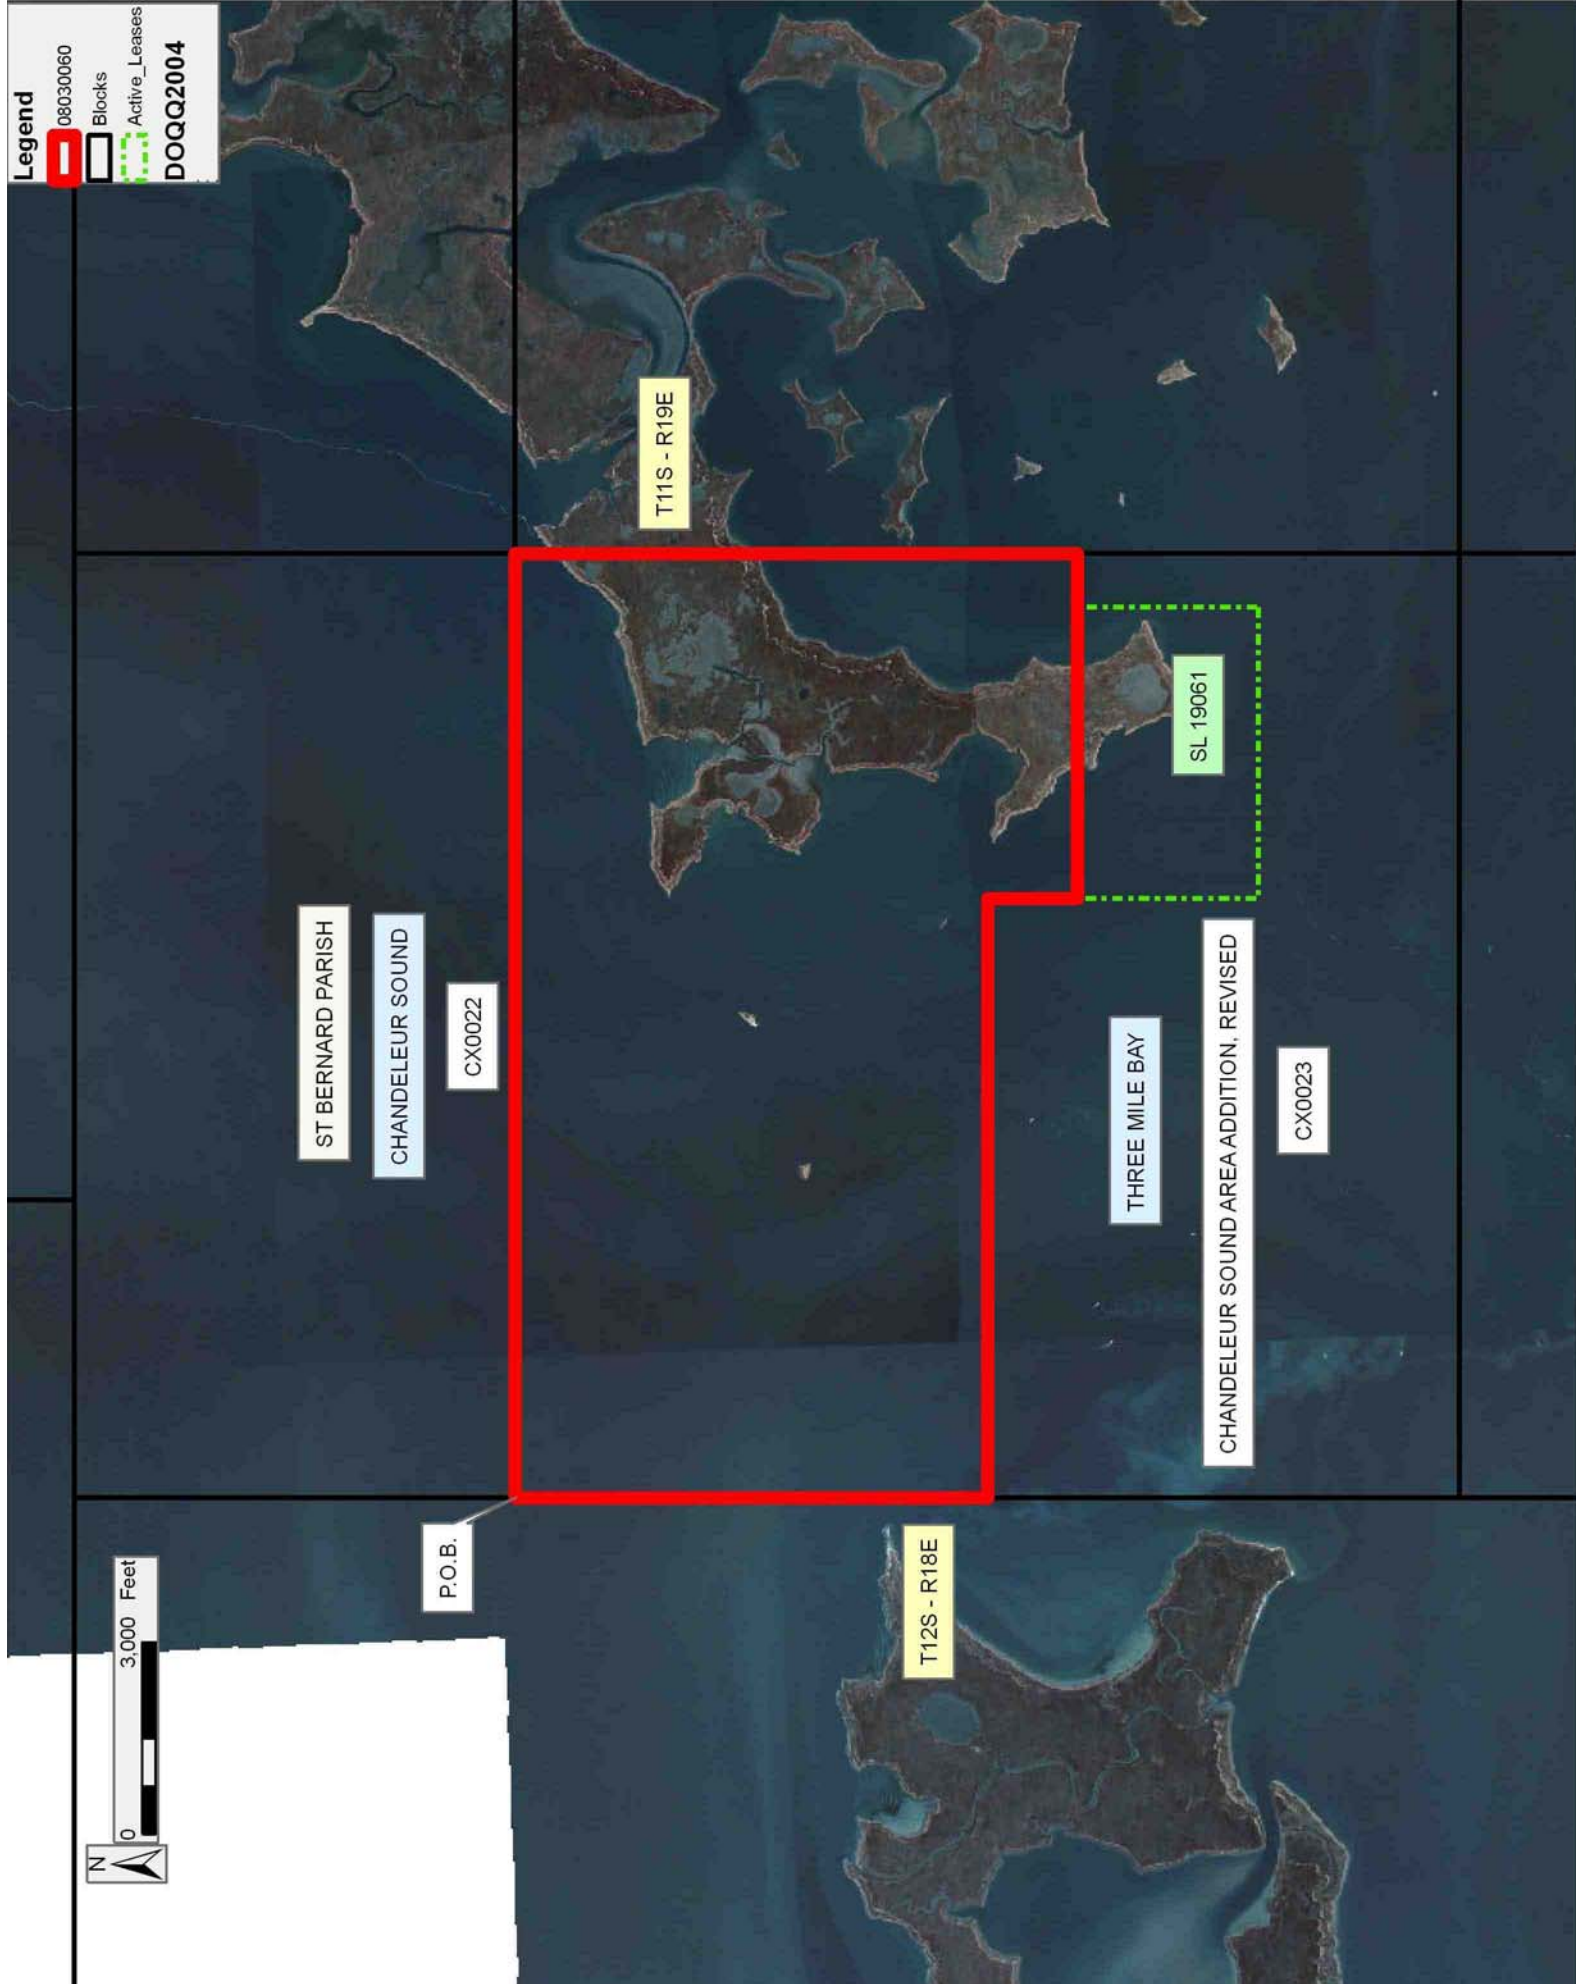 Legend
08030060
Blocks
Active_Leases
DOQQ2004
N
0 3,000 Feet
P.O.B.
ST BERNARD PARISH
CHANDELEUR SOUND
CX0022
T11S - R19E
T12S - R18E
SL 19061
THREE MILE BAY
CHANDELEUR SOUND AREA ADDITION, REVISED
CX0023